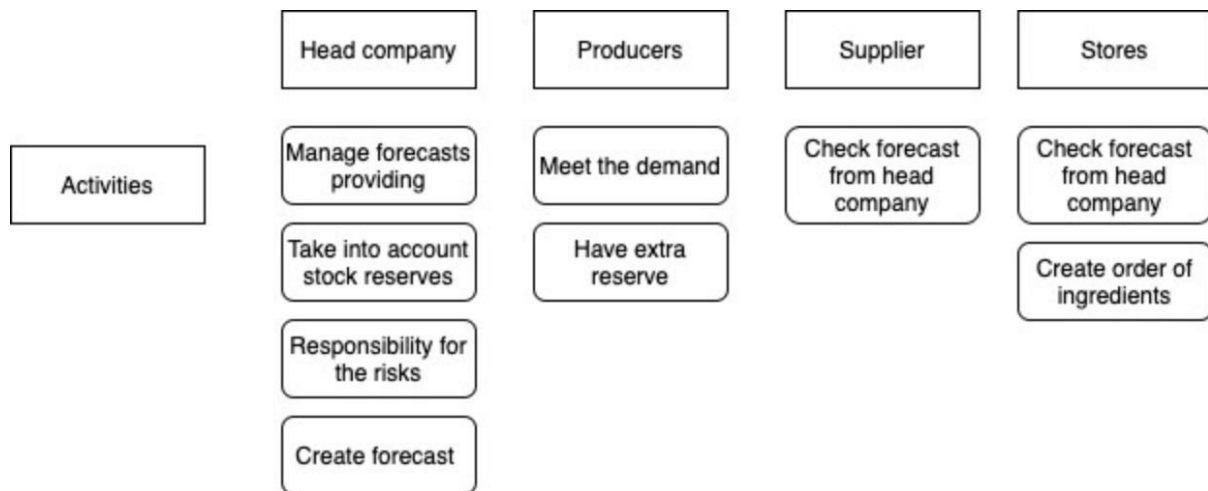 Head company
Producers
Supplier
Stores
Activities
Manage forecasts
providing
Meet the demand
Check forecast
from head
company
Check forecast
from head
company
Take into account
stock reserves
Have extra
reserve
Create order of
ingredients
Responsibility for
the risks
Create forecast